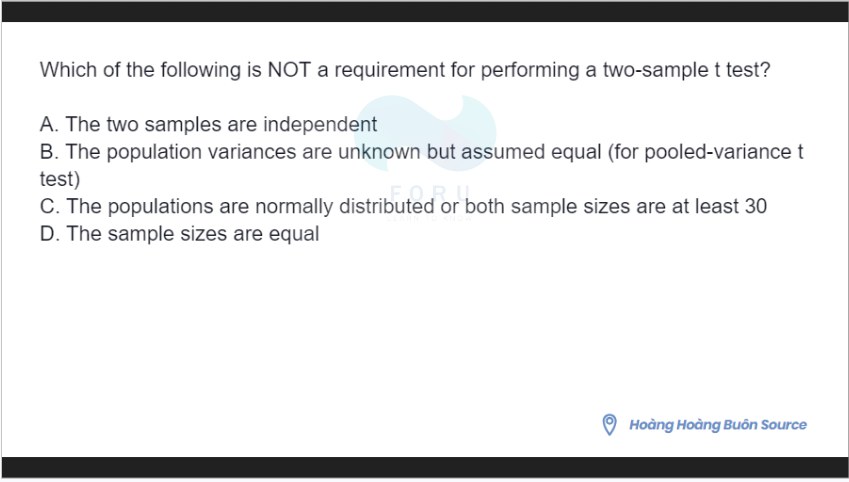 Which of the following is NOT a requirement for performing a two-sample t test?
A. The two samples are independent
B. The population variances are unknown but assumed equal (for pooled-variance t
test)
C. The populations are normally distributed or both sample sizes are at least 30
FORU
D. The sample sizes are equal
Hoàng Hoàng Buôn Source